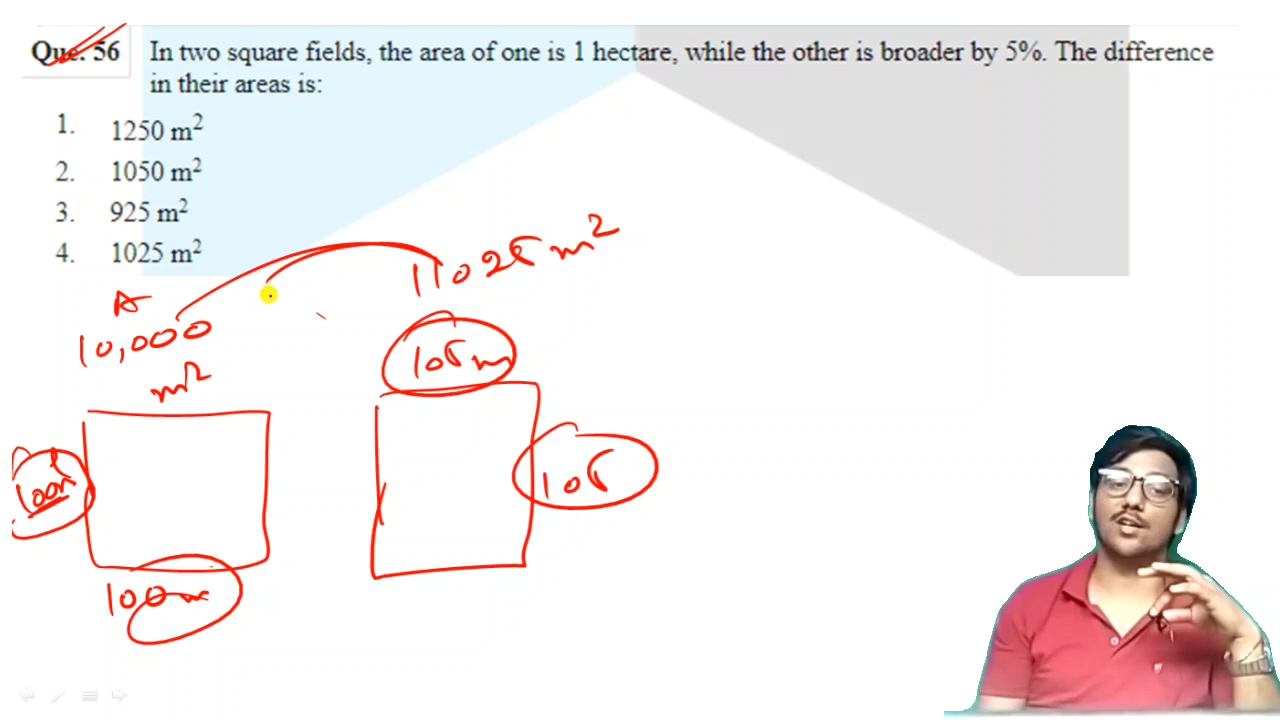 Que. 56 In two square fields, the area of one is 1 hectare, while the other is broader by 5%. The difference
in their areas is:
1. 1250 m²
2. 1050 m²
3. 925 m²
4. 1025 m²
11025 m²
A
10,000
m²
105m
100m
105
100m